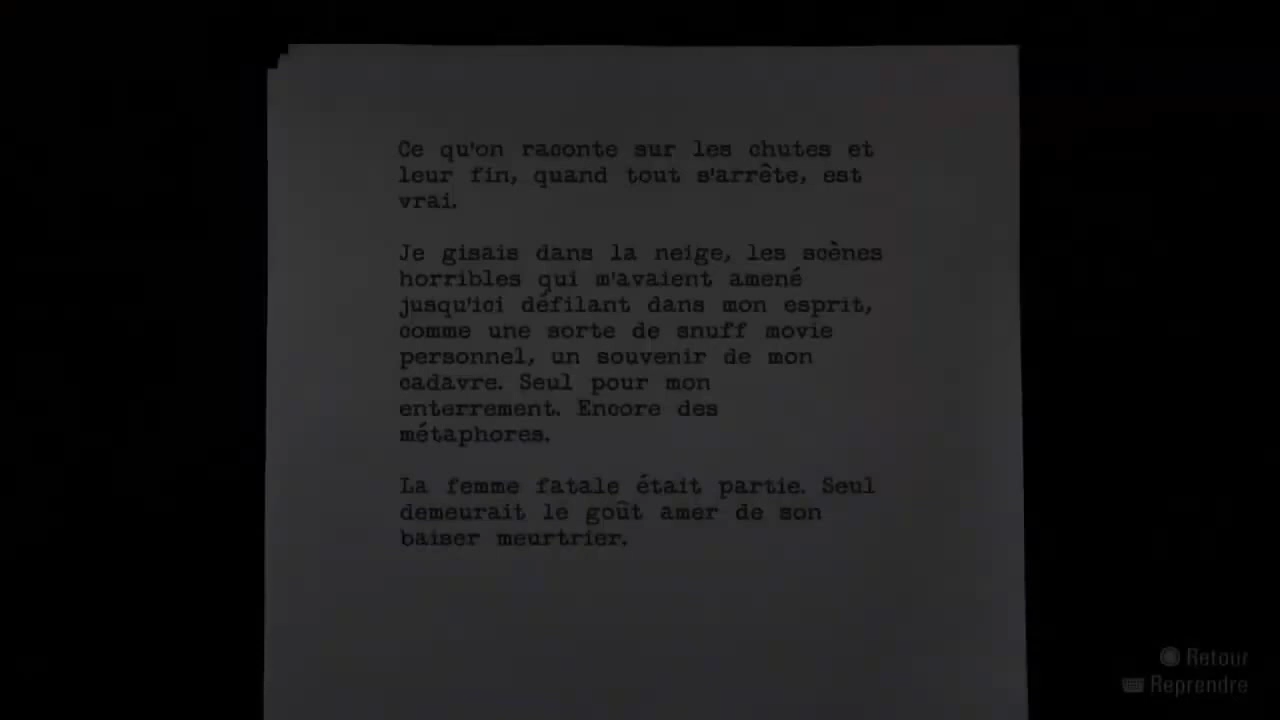 Ce qu'on raconte sur les chutes et
leur fin, quand tout s'arrête, est
vrai.
Je gisais dans la neige, les scènes
horribles qui m'avaient amené
jusqu'ici défilant dans mon esprit,
comme une sorte de snuff movie
personnel, un souvenir de mon
cadavre. Seul pour mon
enterrement. Encore des
métaphores.
La femme fatale était partie. Seul
demeurait le goût amer de son
baiser meurtrier.
Retour
Reprendre